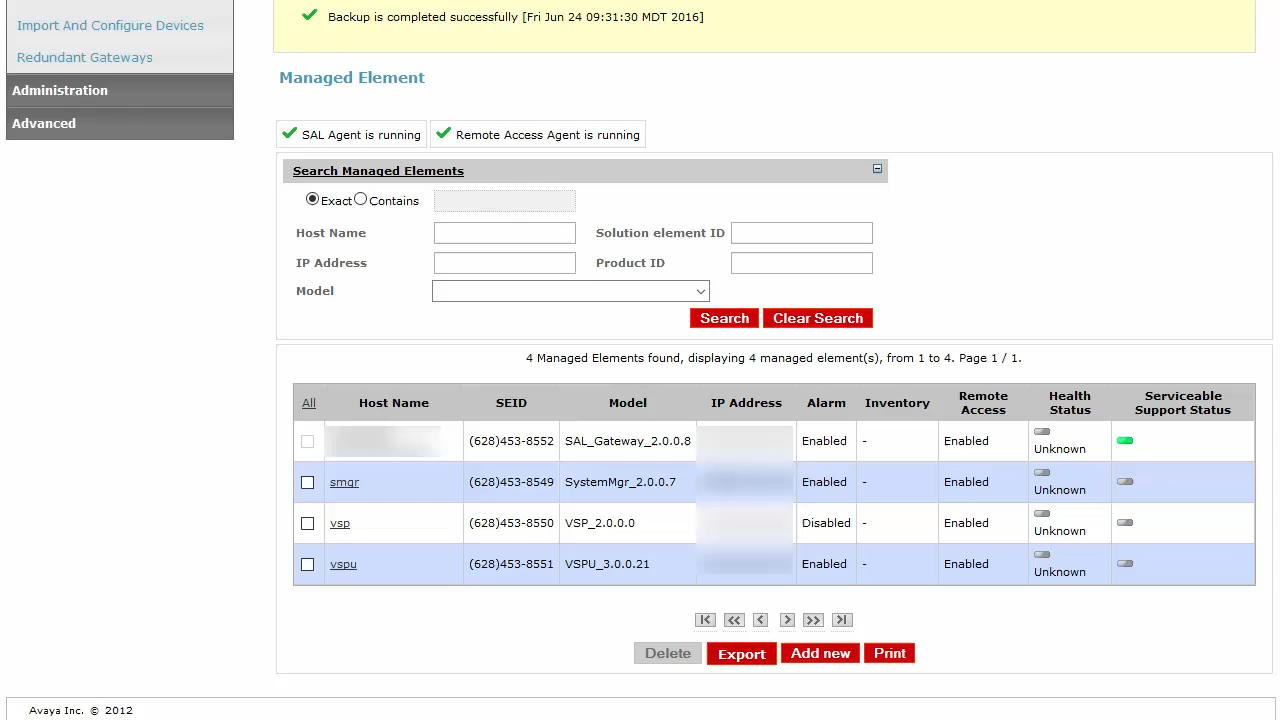 Import And Configure Devices
Redundant Gateways
Administration
Advanced
Backup is completed successfully [Fri Jun 24 09:31:30 MDT 2016]
Managed Element
SAL Agent is running
Remote Access Agent is running
Search Managed Elements
Exact Contains
Host Name Solution element ID
IP Address Product ID
Model
Search Clear Search
4 Managed Elements found, displaying 4 managed element(s), from 1 to 4. Page 1 / 1.
All Host Name SEID Model IP Address Alarm Inventory Remote Access Health Status Serviceable Support Status
(628)453-8552 SAL_Gateway_2.0.0.8 Enabled - Enabled Unknown
smgr (628)453-8549 SystemMgr_2.0.0.7 Enabled - Enabled Unknown
vsp (628)453-8550 VSP_2.0.0.0 Disabled - Enabled Unknown
vspu (628)453-8551 VSPU_3.0.0.21 Enabled - Enabled Unknown
Delete Export Add new Print
Avaya Inc. © 2012